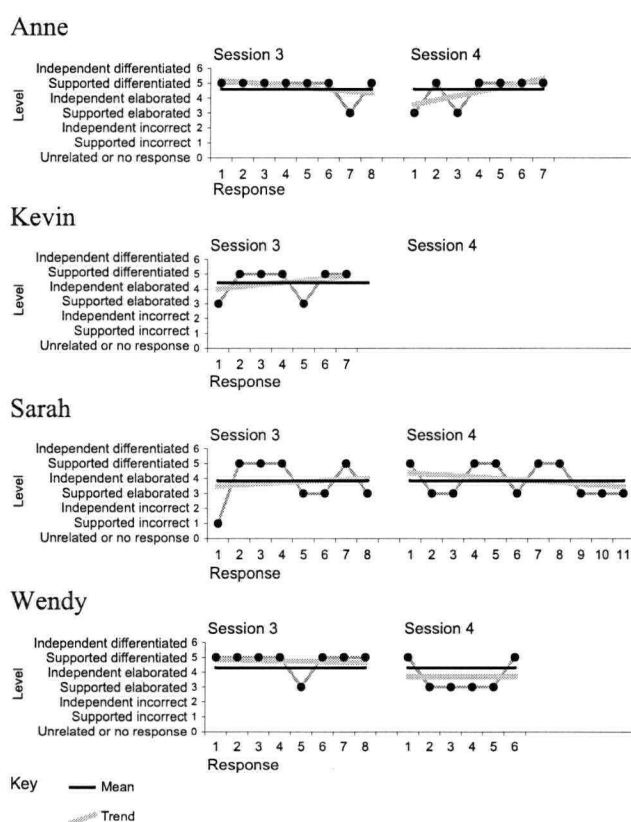 Anne
Session 3 Session 4
Independent differentiated 6
Supported differentiated 5
Independent elaborated 4
Supported elaborated 3
Independent incorrect 2
Supported incorrect 1
Unrelated or no response 0
Level
1 2 3 4 5 6 7 8 1 2 3 4 5 6 7
Response
Kevin
Session 3 Session 4
Independent differentiated 6
Supported differentiated 5
Independent elaborated 4
Supported elaborated 3
Independent incorrect 2
Supported incorrect 1
Unrelated or no response 0
Level
1 2 3 4 5 6 7
Response
Sarah
Session 3 Session 4
Independent differentiated 6
Supported differentiated 5
Independent elaborated 4
Supported elaborated 3
Independent incorrect 2
Supported incorrect 1
Unrelated or no response 0
Level
1 2 3 4 5 6 7 8 1 2 3 4 5 6 7 8 9 10 11
Response
Wendy
Session 3 Session 4
Independent differentiated 6
Supported differentiated 5
Independent elaborated 4
Supported elaborated 3
Independent incorrect 2
Supported incorrect 1
Unrelated or no response 0
Level
1 2 3 4 5 6 7 8 1 2 3 4 5 6
Response
Key Mean
Trend